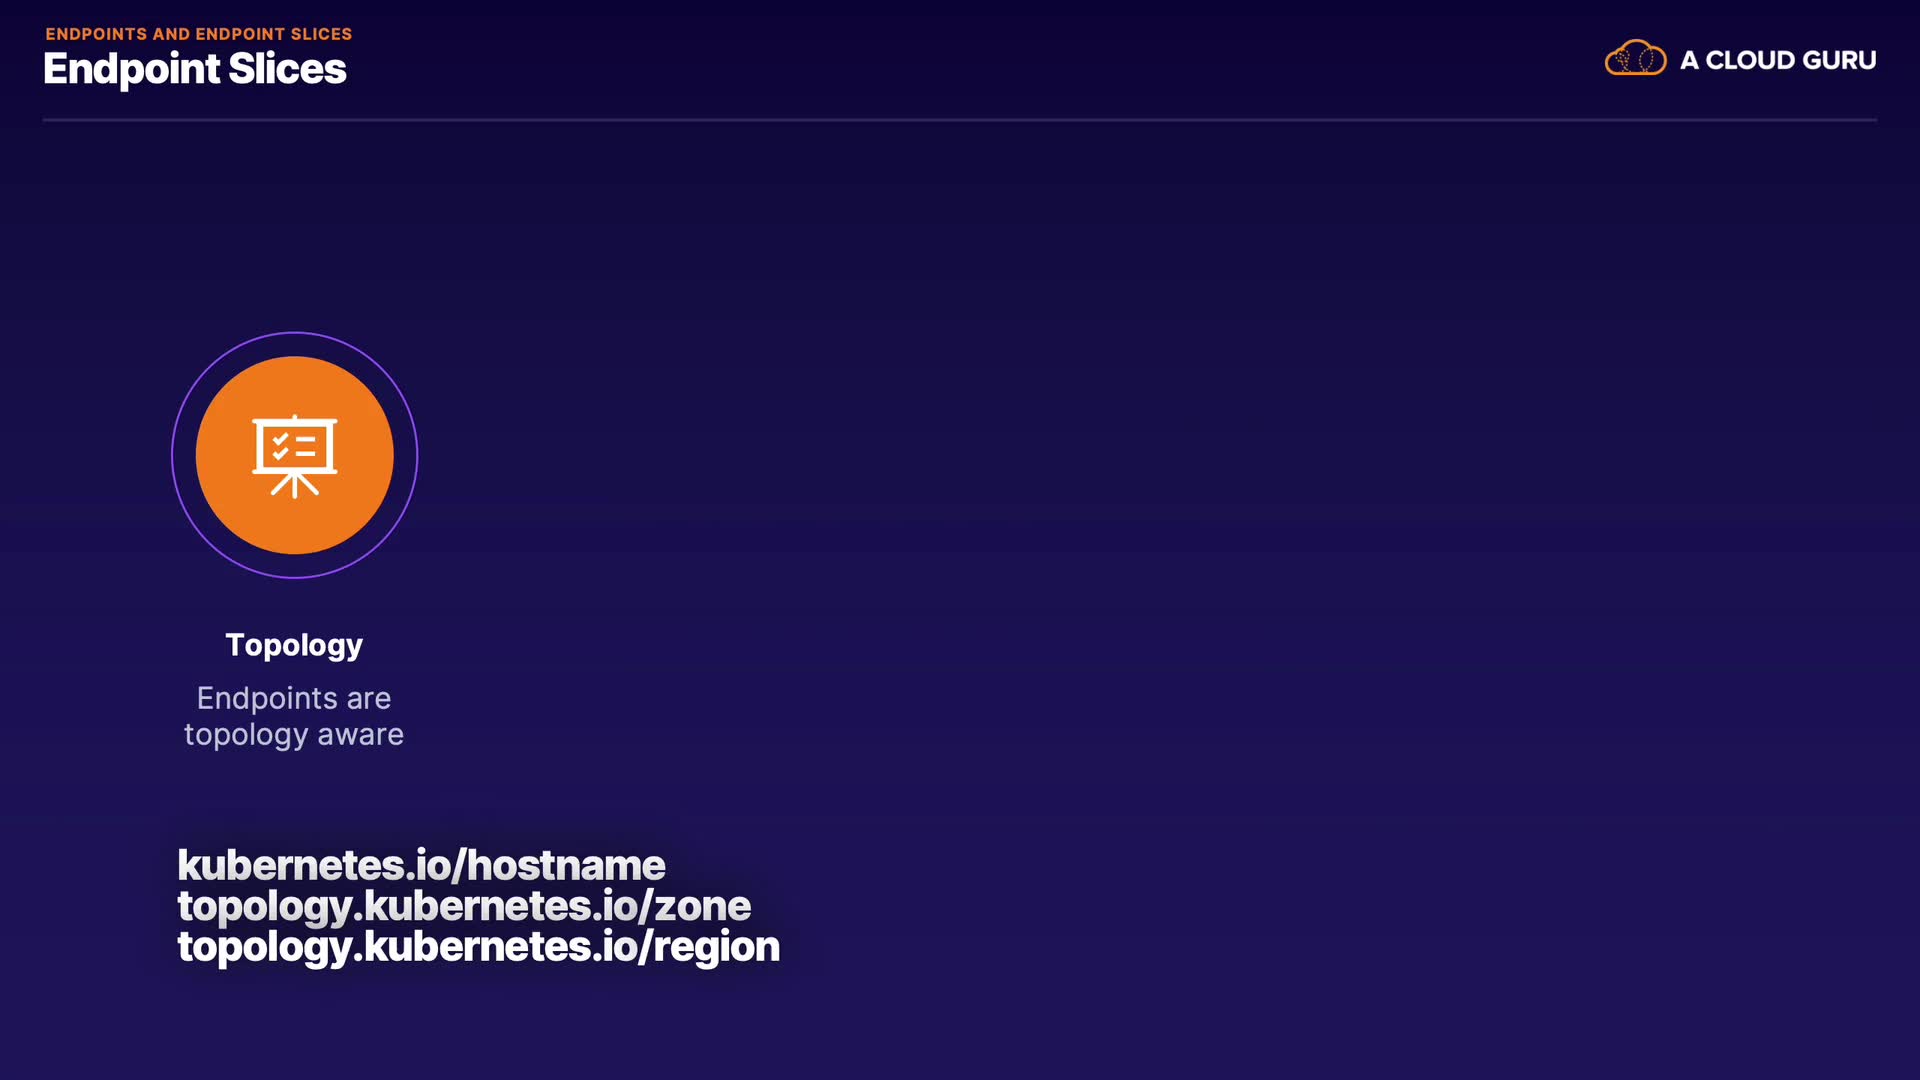 ENDPOINTS AND ENDPOINT SLICES
Endpoint Slices
A CLOUD GURU
Topology
Endpoints are
topology aware
kubernetes.io/hostname
topology.kubernetes.io/zone
topology.kubernetes.io/region